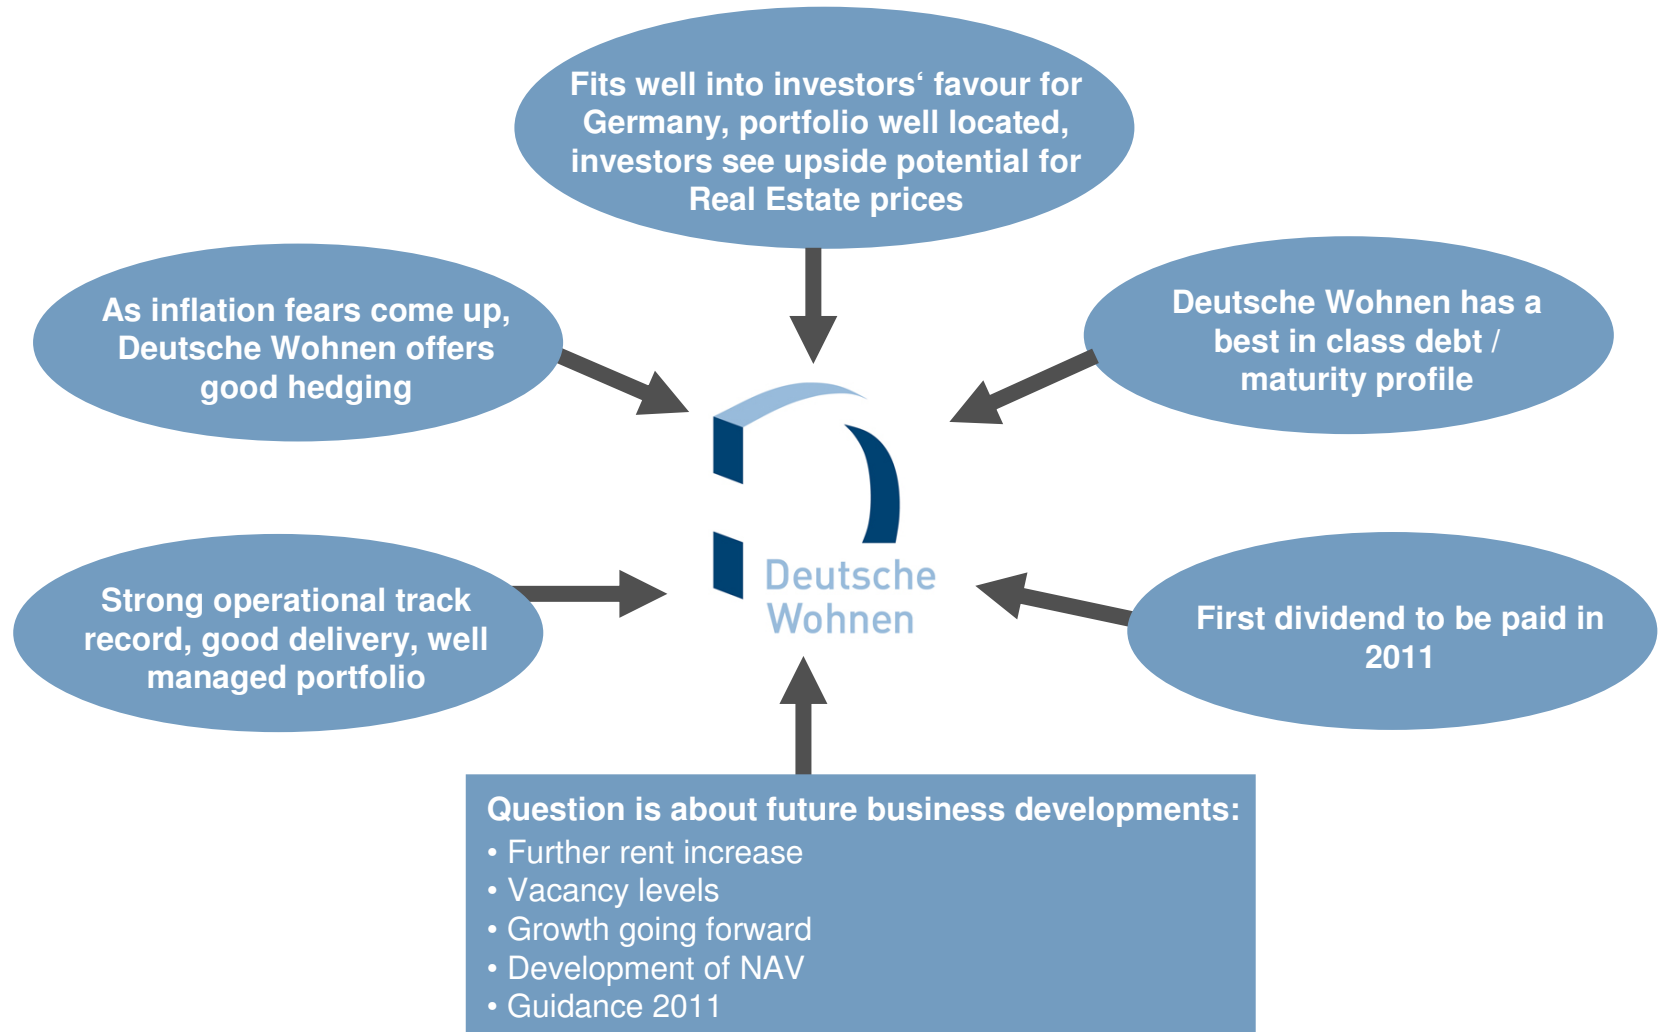 Fits well into investors‘ favour for
Germany, portfolio well located,
investors see upside potential for
Real Estate prices
As inflation fears come up,
Deutsche Wohnen offers
good hedging
Deutsche Wohnen has a
best in class debt /
maturity profile
Deutsche
Wohnen
Strong operational track
record, good delivery, well
managed portfolio
First dividend to be paid in
2011
Question is about future business developments:
• Further rent increase
• Vacancy levels
• Growth going forward
• Development of NAV
• Guidance 2011